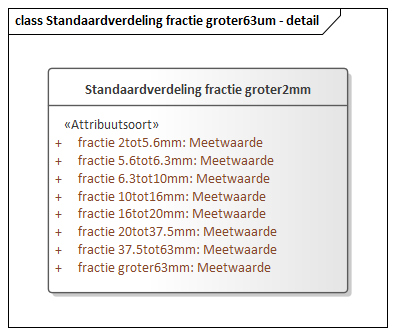 class Standaardverdeling fractie groter63um - detail
Standaardverdeling fractie groter2mm
«Attribuutsoort»
+ fractie 2tot5.6mm: Meetwaarde
+ fractie 5.6tot6.3mm: Meetwaarde
+ fractie 6.3tot10mm: Meetwaarde
+ fractie 10tot16mm: Meetwaarde
+ fractie 16tot20mm: Meetwaarde
+ fractie 20tot37.5mm: Meetwaarde
+ fractie 37.5tot63mm: Meetwaarde
+ fractie groter63mm: Meetwaarde